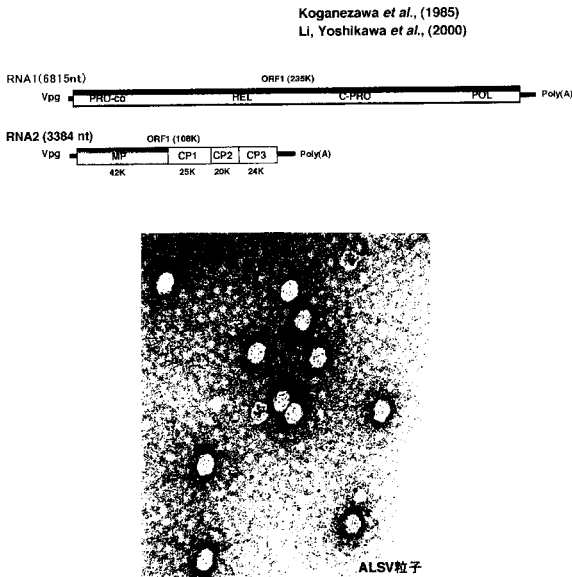 Koganezawa et al., (1985)
Li, Yoshikawa et al., (2000)
RNA1(6815nt)
ORF1 (235K)
Vpg PRO-co HEL C-PRO POL Poly(A)
RNA2 (3384 nt)
ORF1 (108K)
Vpg MP CP1 CP2 CP3 Poly(A)
42K 25K 20K 24K
ALSV粒子